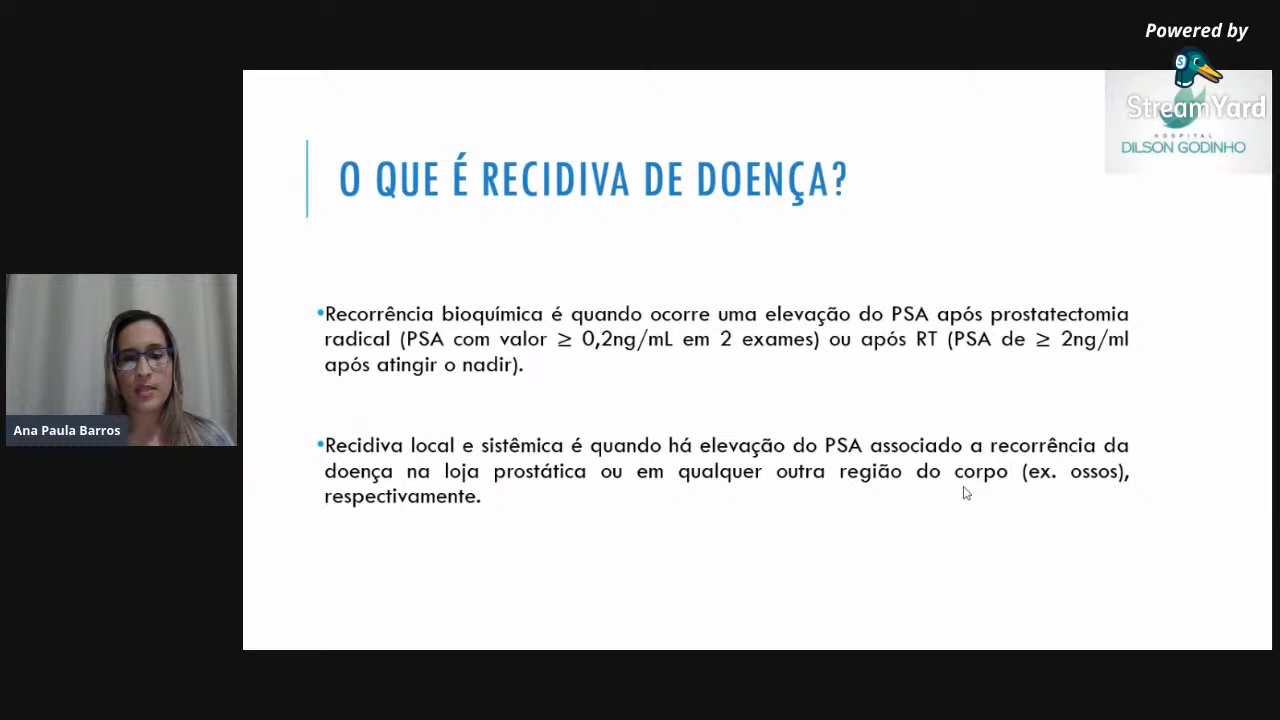 Powered by
StreamYard
HOSPITAL
DILSON GODINHO
O QUE É RECIDIVA DE DOENÇA?
•Recorrência bioquímica é quando ocorre uma elevação do PSA após prostatectomia
radical (PSA com valor ≥ 0,2ng/mL em 2 exames) ou após RT (PSA de ≥ 2ng/ml
após atingir o nadir).
•Recidiva local e sistêmica é quando há elevação do PSA associado a recorrência da
doença na loja prostática ou em qualquer outra região do corpo (ex. ossos),
respectivamente.
Ana Paula Barros